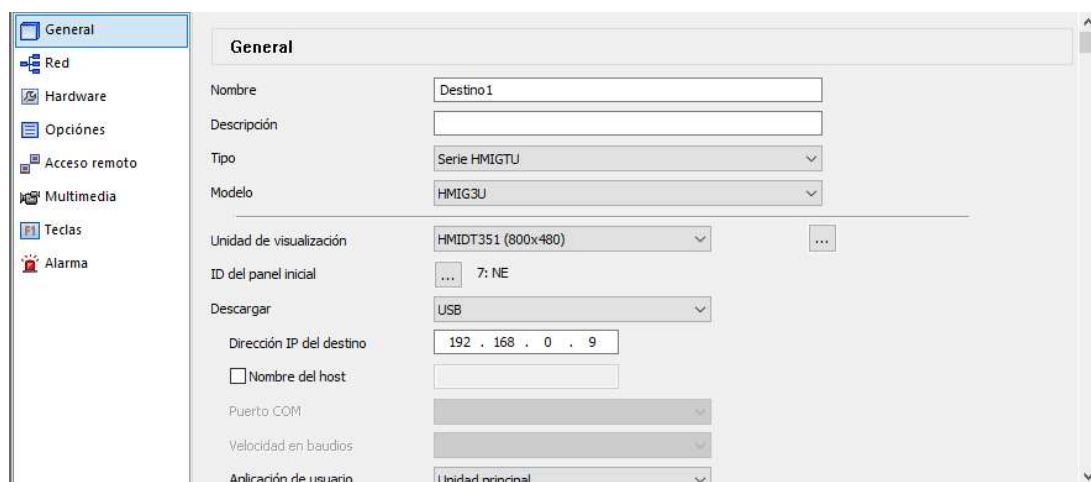 General
Red
Hardware
Opciónes
Acceso remoto
Multimedia
F1 Teclas
Alarma
General
Nombre Destino1
Descripción
Tipo Serie HMIGTU
Modelo HMIG3U
Unidad de visualización HMIDT351 (800x480) ...
ID del panel inicial ... 7: NE
Descargar USB
Dirección IP del destino 192 . 168 . 0 . 9
Nombre del host
Puerto COM
Velocidad en baudios
Aplicación de usuario Unidad principal